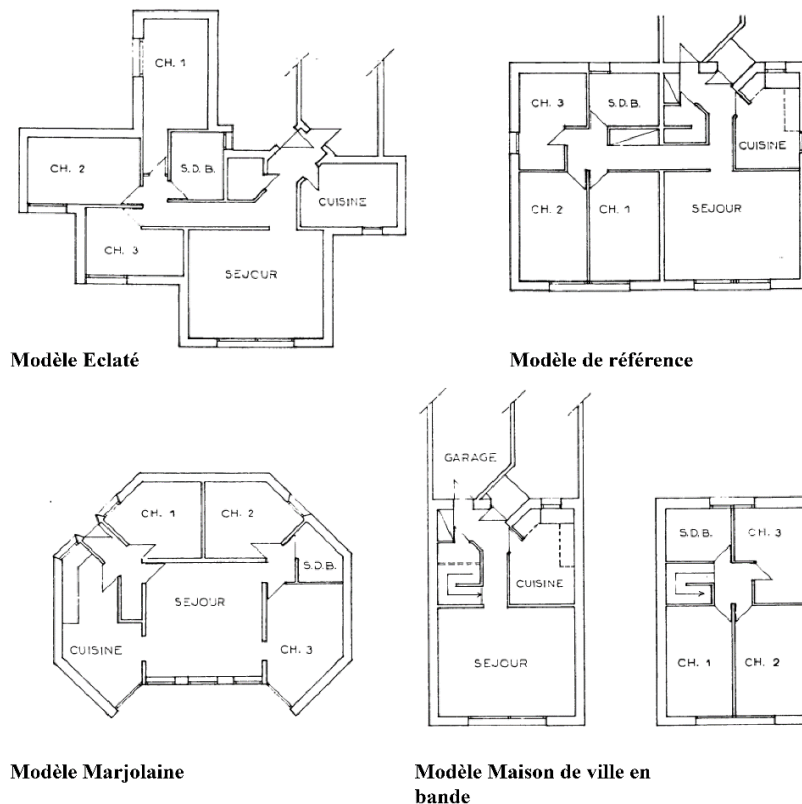 CH. 1
CH. 2
S.D.B.
CUISINE
CH. 3
SEJOUR
Modèle Eclaté
CH. 3
S.D.B.
CUISINE
CH. 2
CH. 1
SEJOUR
Modèle de référence
CH. 1
CH. 2
S.D.B.
SEJOUR
CUISINE
CH. 3
Modèle Marjolaine
GARAGE
CUISINE
SEJOUR
S.D.B.
CH. 3
CH. 1
CH. 2
Modèle Maison de ville en
bande